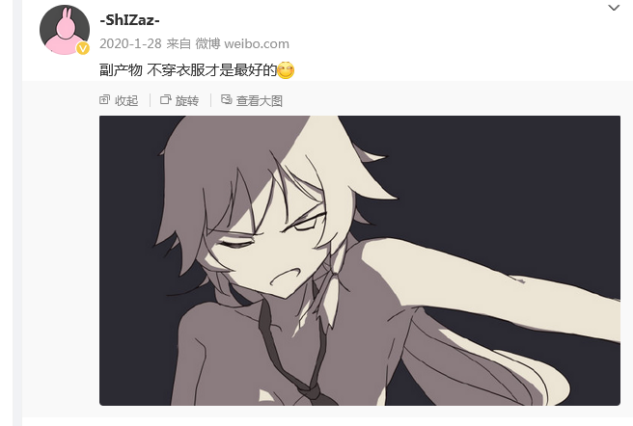 -ShIZaz-
2020-1-28 来自 微博 weibo.com
副产物 不穿衣服才是最好的
收起 旋转 查看大图